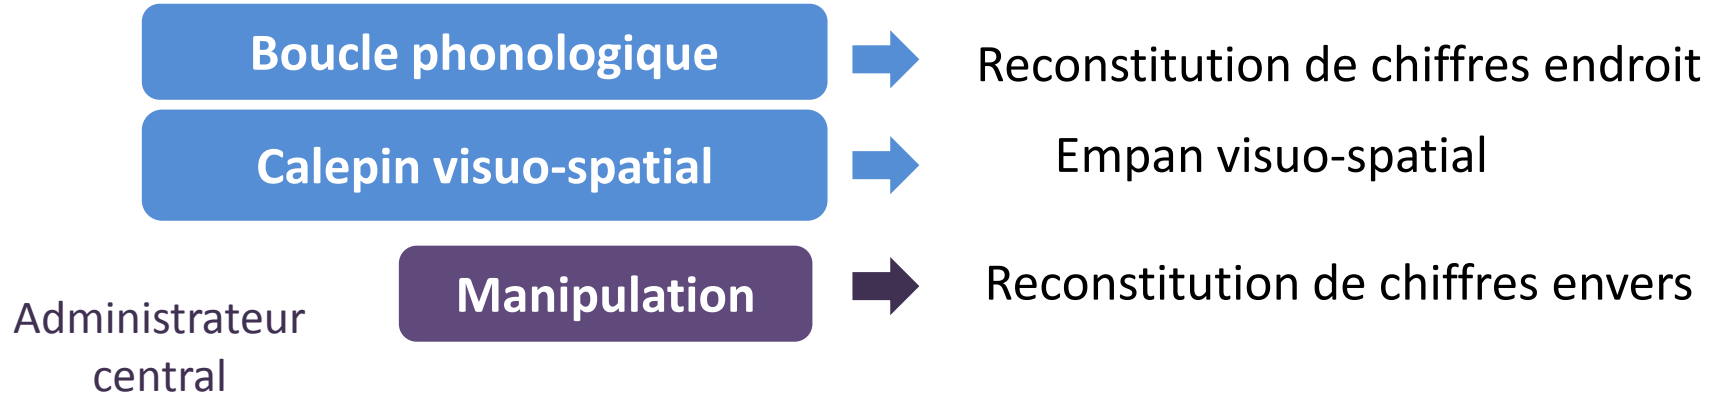 Boucle phonologique
Reconstitution de chiffres endroit
Calepin visuo-spatial
Empan visuo-spatial
Manipulation
Reconstitution de chiffres envers
Administrateur
central